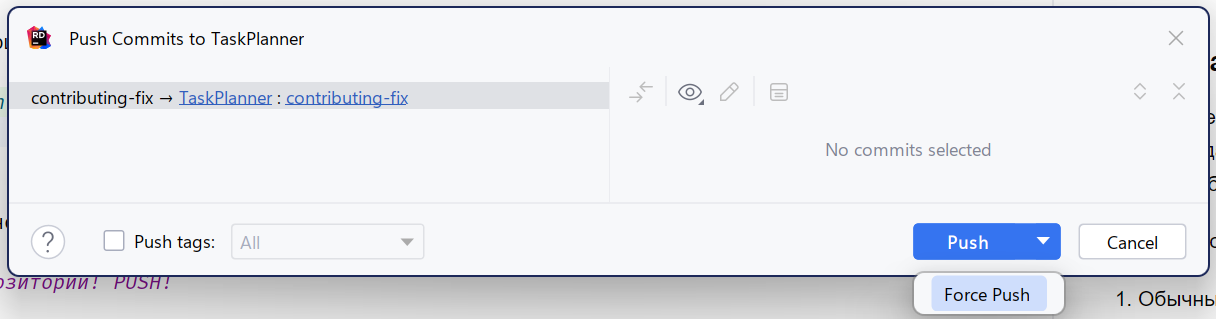 RD
Push Commits to TaskPlanner
contributing-fix → TaskPlanner : contributing-fix
No commits selected
?
Push tags:
All
Push
Cancel
Force Push
озитории! PUSH!
1. Обычны